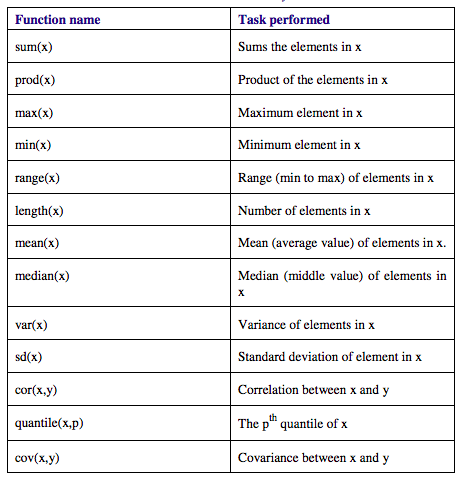 Function name Task performed
sum(x) Sums the elements in x
prod(x) Product of the elements in x
max(x) Maximum element in x
min(x) Minimum element in x
range(x) Range (min to max) of elements in x
length(x) Number of elements in x
mean(x) Mean (average value) of elements in x.
median(x) Median (middle value) of elements in
x
var(x) Variance of elements in x
sd(x) Standard deviation of element in x
cor(x,y) Correlation between x and y
quantile(x,p) The pth quantile of x
cov(x,y) Covariance between x and y